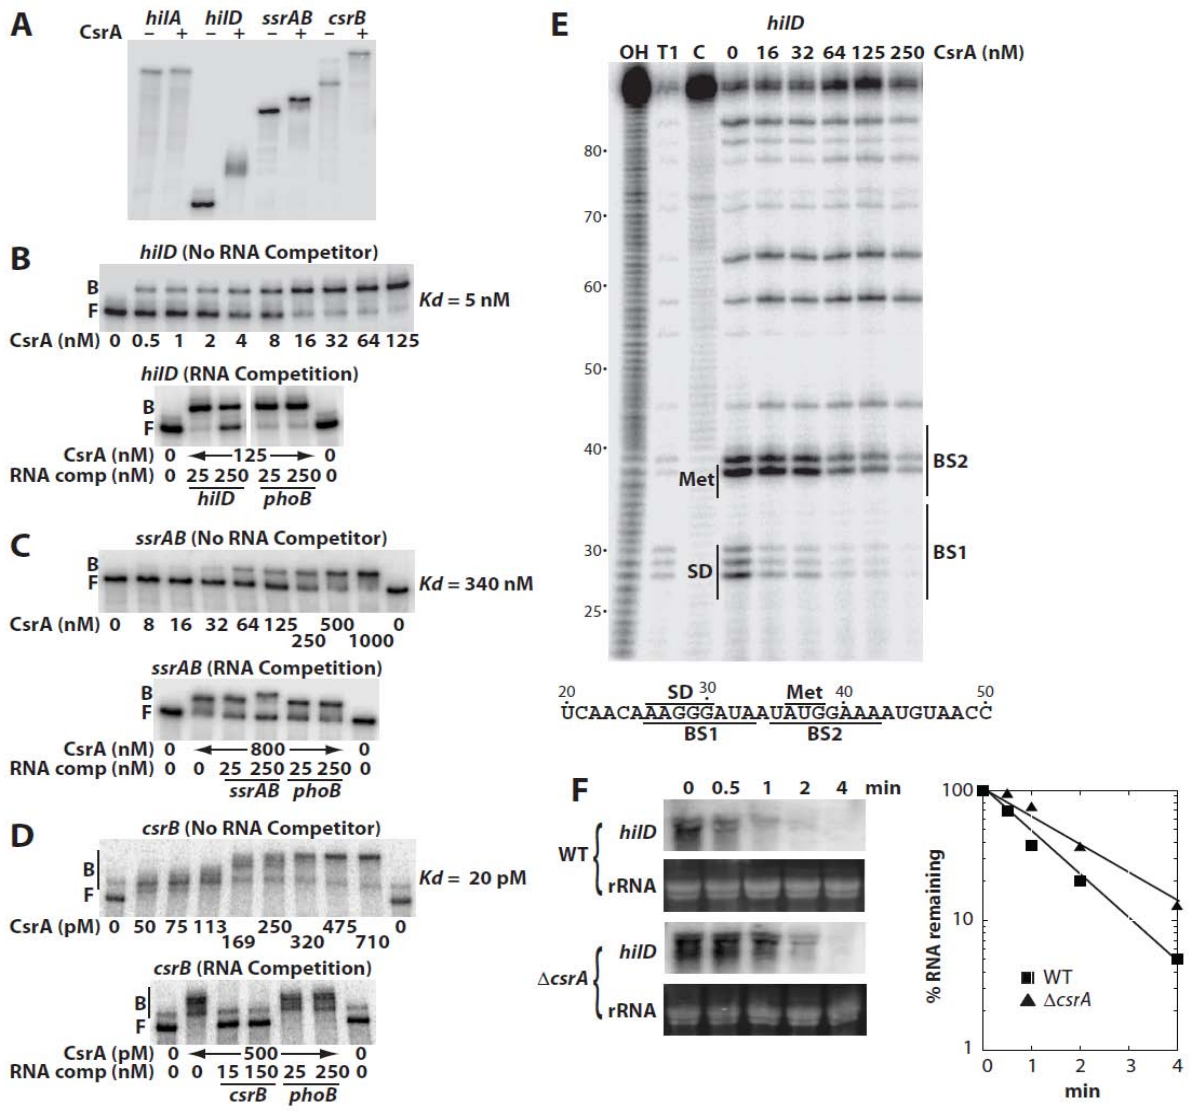 A
hilA hilD ssrAB csrB
CsrA – + – + – + – +
B
hilD (No RNA Competitor)
B
F
Kd = 5 nM
CsrA (nM) 0 0.5 1 2 4 8 16 32 64 125
hilD (RNA Competition)
B
F
CsrA (nM) 0 125 0
RNA comp (nM) 0 25 250 25 250 0
hilD phoB
C
ssrAB (No RNA Competitor)
B
F
Kd = 340 nM
CsrA (nM) 0 8 16 32 64 125 500 0
250 1000
ssrAB (RNA Competition)
B
F
CsrA (nM) 0 800 0
RNA comp (nM) 0 0 25 250 25 250 0
ssrAB phoB
D
csrB (No RNA Competitor)
B
F
Kd = 20 pM
CsrA (pM) 0 50 75 113 250 475 0
169 320 710
csrB (RNA Competition)
B
F
CsrA (pM) 0 500 0
RNA comp (nM) 0 0 15 150 25 250 0
csrB phoB
E
hilD
OH T1 C 0 16 32 64 125 250 CsrA (nM)
80
70
60
50
40
30
25
Met
SD
BS2
BS1
20 SD 30 Met 40 50
UCAACAAAGGGAUAAUAUGGAAAAUGUAACC
BS1 BS2
F
0 0.5 1 2 4 min
WT
hilD
rRNA
ΔcsrA
hilD
rRNA
% RNA remaining
100
10
1
WT
ΔcsrA
0 1 2 3 4
min